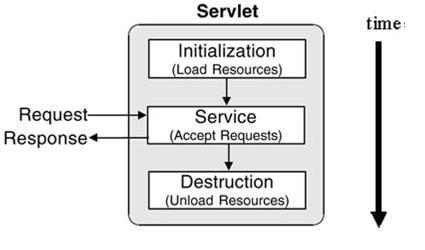 Servlet
time
Initialization
(Load Resources)
Request
Response
Service
(Accept Requests)
Destruction
(Unload Resources)